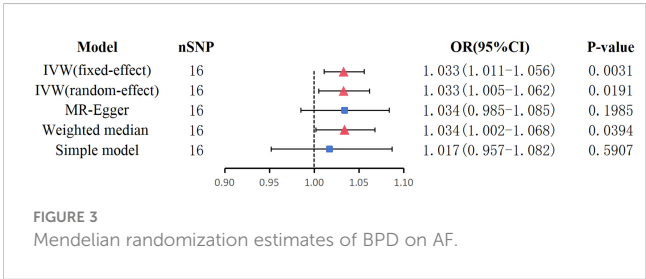 Model nSNP OR(95%CI) P-value
IVW(fixed-effect) 16 1.033(1.011-1.056) 0.0031
IVW(random-effect) 16 1.033(1.005-1.062) 0.0191
MR-Egger 16 1.034(0.985-1.085) 0.1985
Weighted median 16 1.034(1.002-1.068) 0.0394
Simple model 16 1.017(0.957-1.082) 0.5907
0.90 0.95 1.00 1.05 1.10
FIGURE 3
Mendelian randomization estimates of BPD on AF.